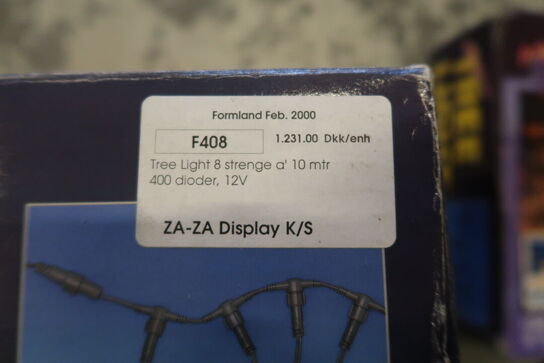 Formland Feb. 2000
F408 1.231.00 Dkk/enh
Tree Light 8 strenge a' 10 mtr
400 dioder, 12V
ZA-ZA Display K/S